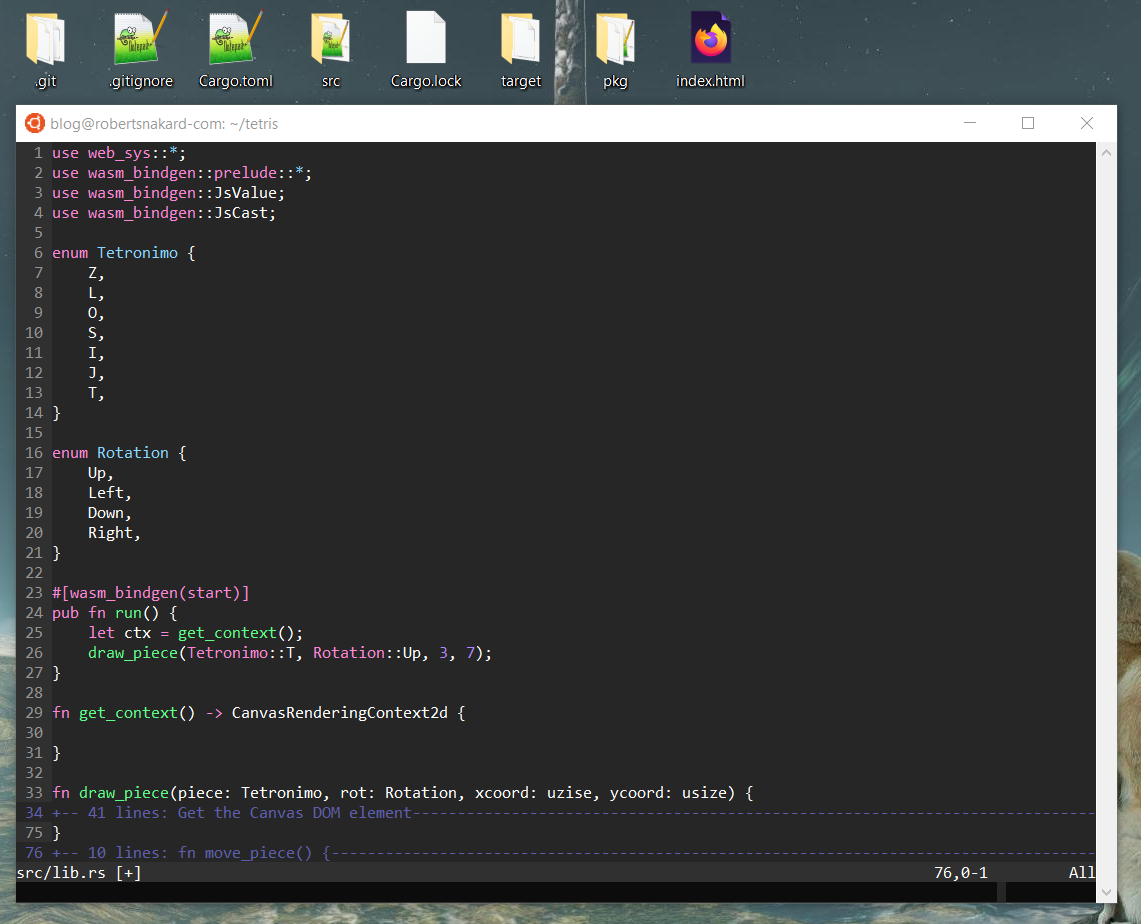 .git .gitignore Cargo.toml src Cargo.lock target pkg index.html
blog@robertsnakard-com: ~/tetris
1 use web_sys::*;
2 use wasm_bindgen::prelude::*;
3 use wasm_bindgen::JsValue;
4 use wasm_bindgen::JsCast;
5
6 enum Tetronimo {
7     Z,
8     L,
9     O,
10     S,
11     I,
12     J,
13     T,
14 }
15
16 enum Rotation {
17     Up,
18     Left,
19     Down,
20     Right,
21 }
22
23 #[wasm_bindgen(start)]
24 pub fn run() {
25     let ctx = get_context();
26     draw_piece(Tetronimo::T, Rotation::Up, 3, 7);
27 }
28
29 fn get_context() -> CanvasRenderingContext2d {
30
31 }
32
33 fn draw_piece(piece: Tetronimo, rot: Rotation, xcoord: uzise, ycoord: usize) {
34 +-- 41 lines: Get the Canvas DOM element----------------------------------------------------------------------------
75 }
76 +-- 10 lines: fn move_piece() {-------------------------------------------------------------------------------------
src/lib.rs [+] 76,0-1 All